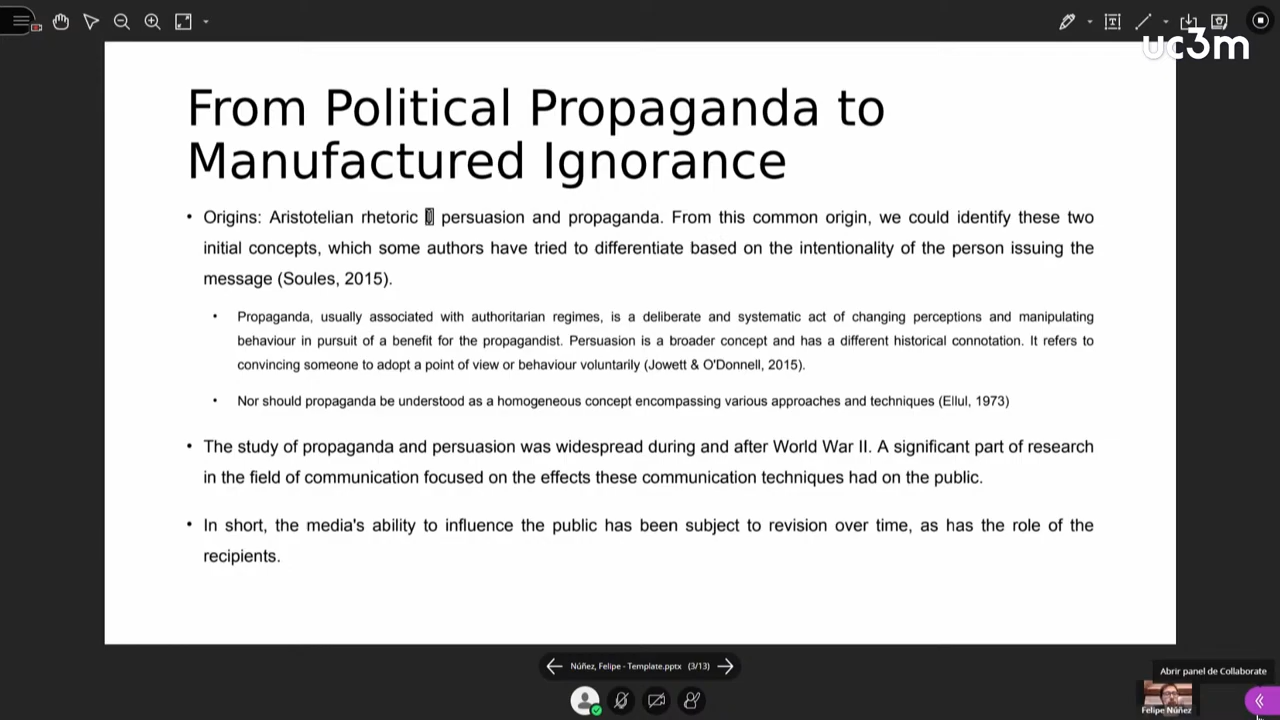 uc3m
From Political Propaganda to
Manufactured Ignorance
• Origins: Aristotelian rhetoric persuasion and propaganda. From this common origin, we could identify these two
initial concepts, which some authors have tried to differentiate based on the intentionality of the person issuing the
message (Soules, 2015).
• Propaganda, usually associated with authoritarian regimes, is a deliberate and systematic act of changing perceptions and manipulating
behaviour in pursuit of a benefit for the propagandist. Persuasion is a broader concept and has a different historical connotation. It refers to
convincing someone to adopt a point of view or behaviour voluntarily (Jowett & O'Donnell, 2015).
• Nor should propaganda be understood as a homogeneous concept encompassing various approaches and techniques (Ellul, 1973)
• The study of propaganda and persuasion was widespread during and after World War II. A significant part of research
in the field of communication focused on the effects these communication techniques had on the public.
• In short, the media's ability to influence the public has been subject to revision over time, as has the role of the
recipients.
Núñez, Felipe - Template.pptx (3/13)
Abrir panel de Collaborate
Felipe Núñez